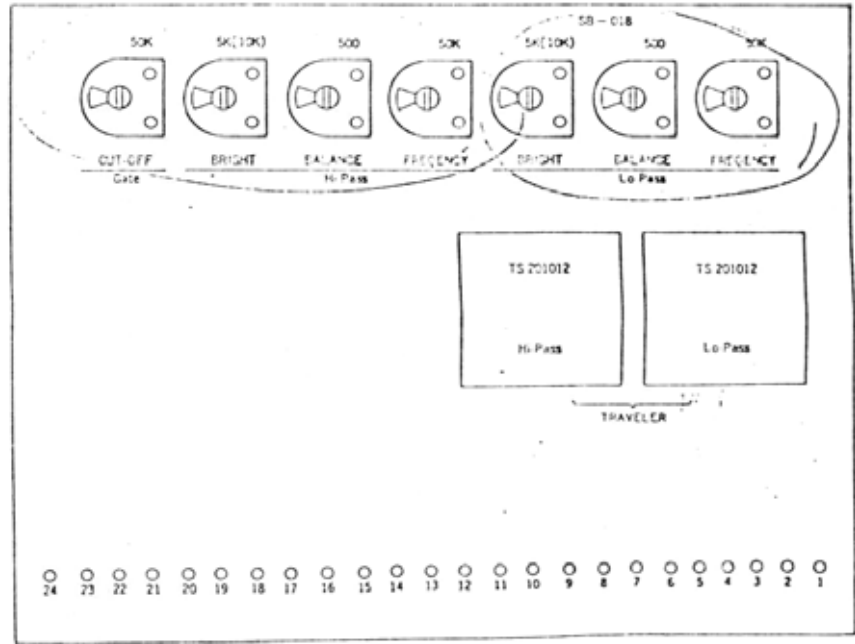 SB-018
50K 5K(10K) 500 50K 5K(10K) 500 50K
CUT-OFF BRIGHT BALANCE FREQENCY BRIGHT BALANCE FREQENCY
Gate Hi Pass Lo Pass
TS 201012 TS 201012
Hi-Pass Lo Pass
TRAVELER
24 23 22 21 20 19 18 17 16 15 14 13 12 11 10 9 8 7 6 5 4 3 2 1